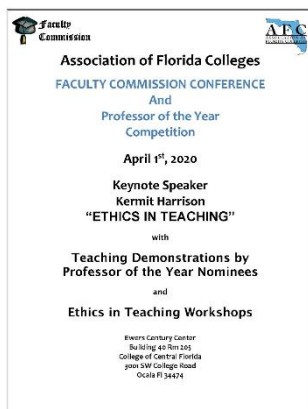 Faculty
Commission
AFC
Association of Florida Colleges
FACULTY COMMISSION CONFERENCE
And
Professor of the Year
Competition
April 1st, 2020
Keynote Speaker
Kermit Harrison
“ETHICS IN TEACHING”
with
Teaching Demonstrations by
Professor of the Year Nominees
and
Ethics in Teaching Workshops
Ewers Century Center
Building 40 Rm 205
College of Central Florida
3001 SW College Road
Ocala Fl 34474